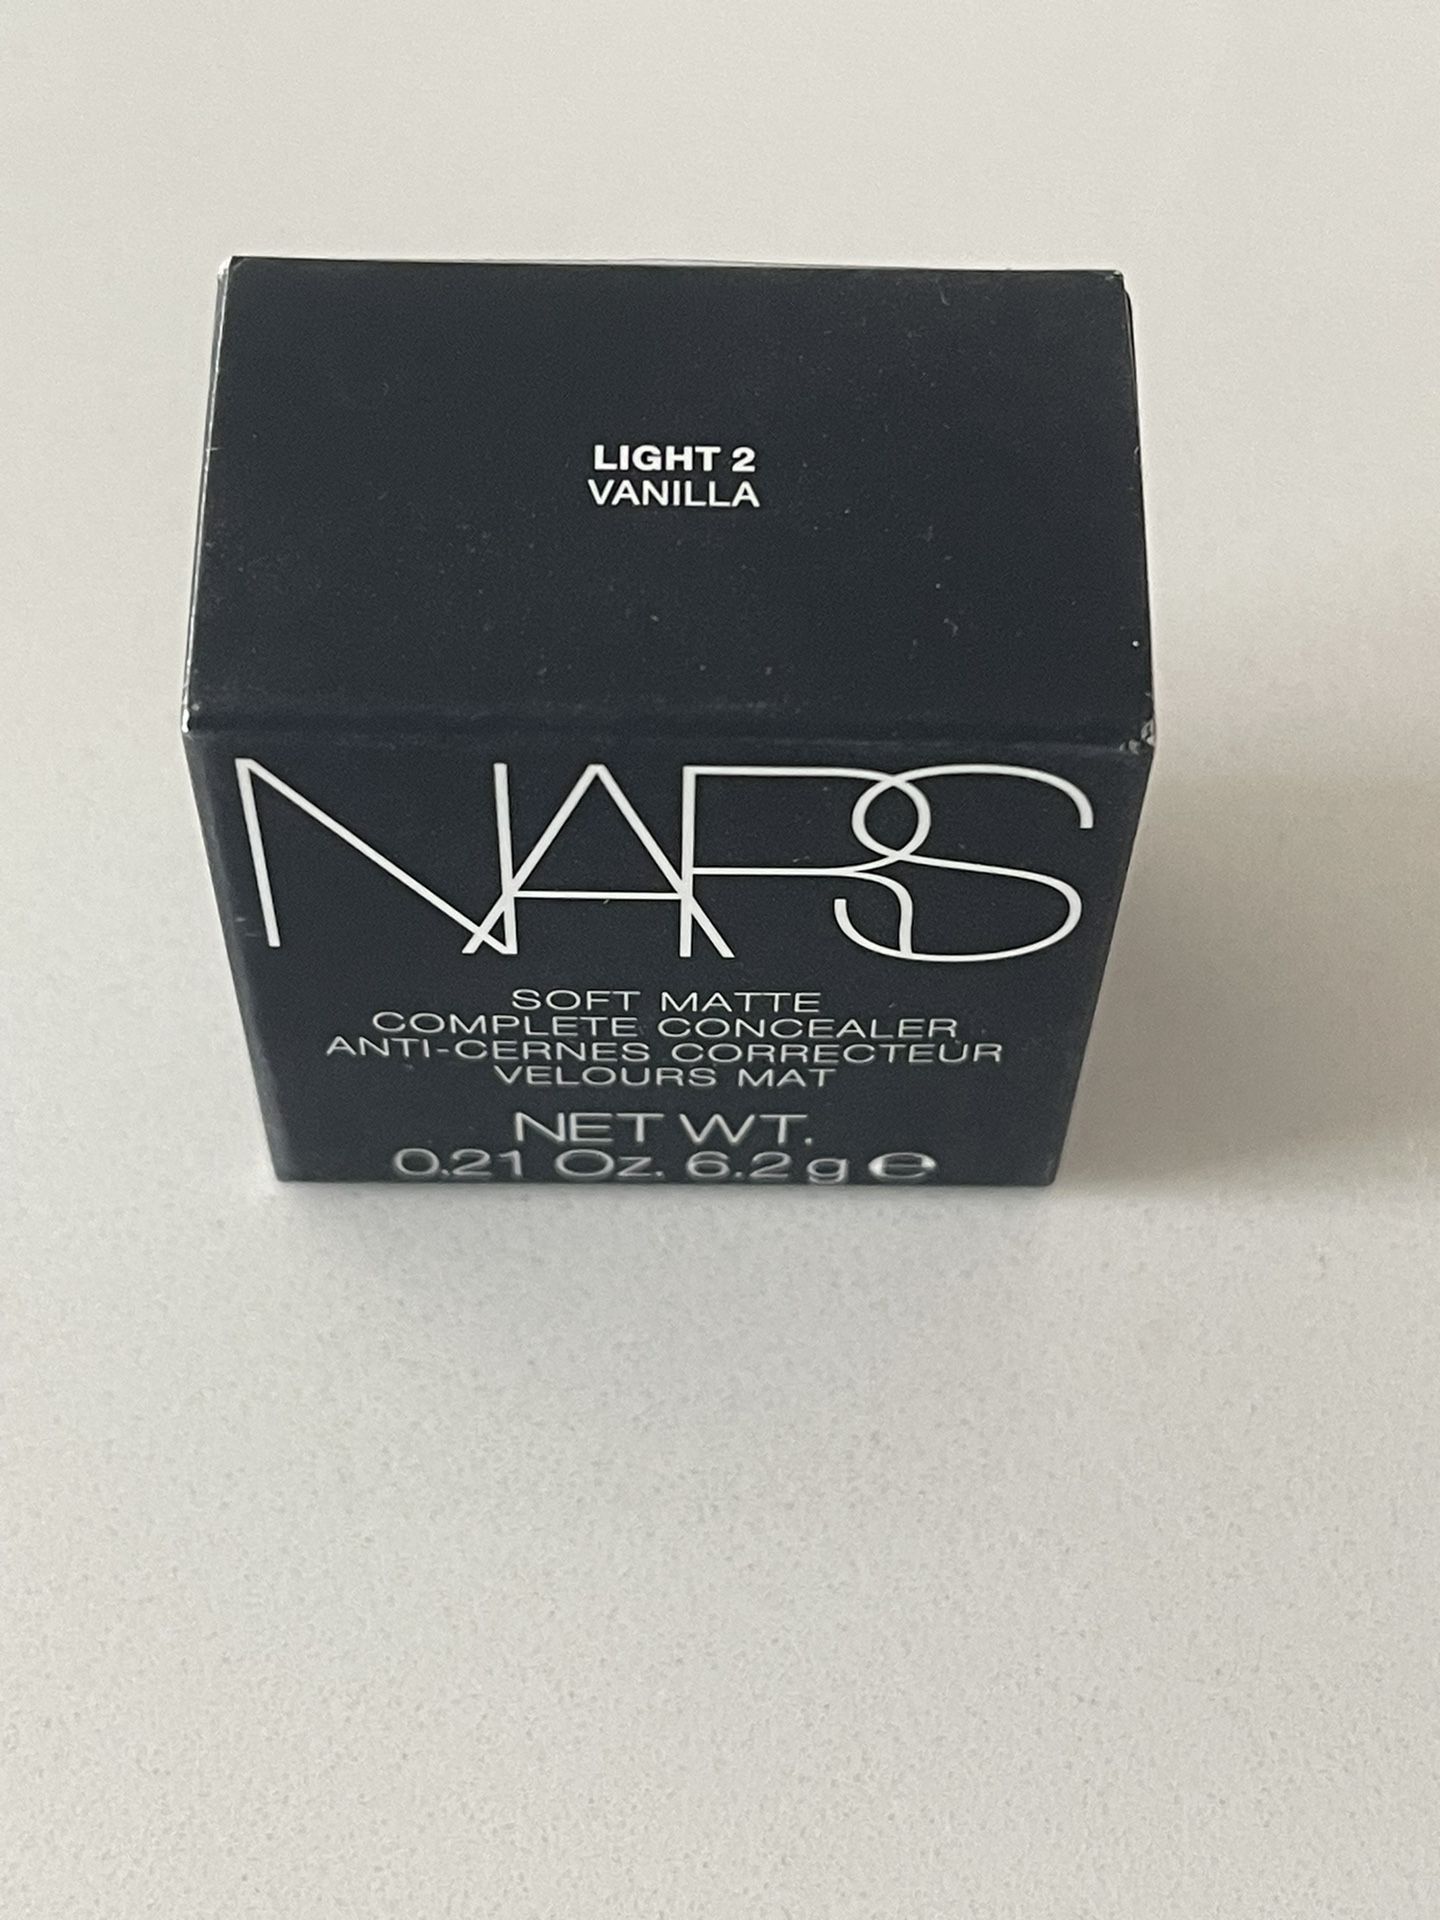 LIGHT 2
VANILLA
NARS
SOFT MATTE
COMPLETE CONCEALER
ANTI-CERNES CORRECTEUR
VELOURS MAT
NET WT.
0.21 Oz. 6.2 g ℮